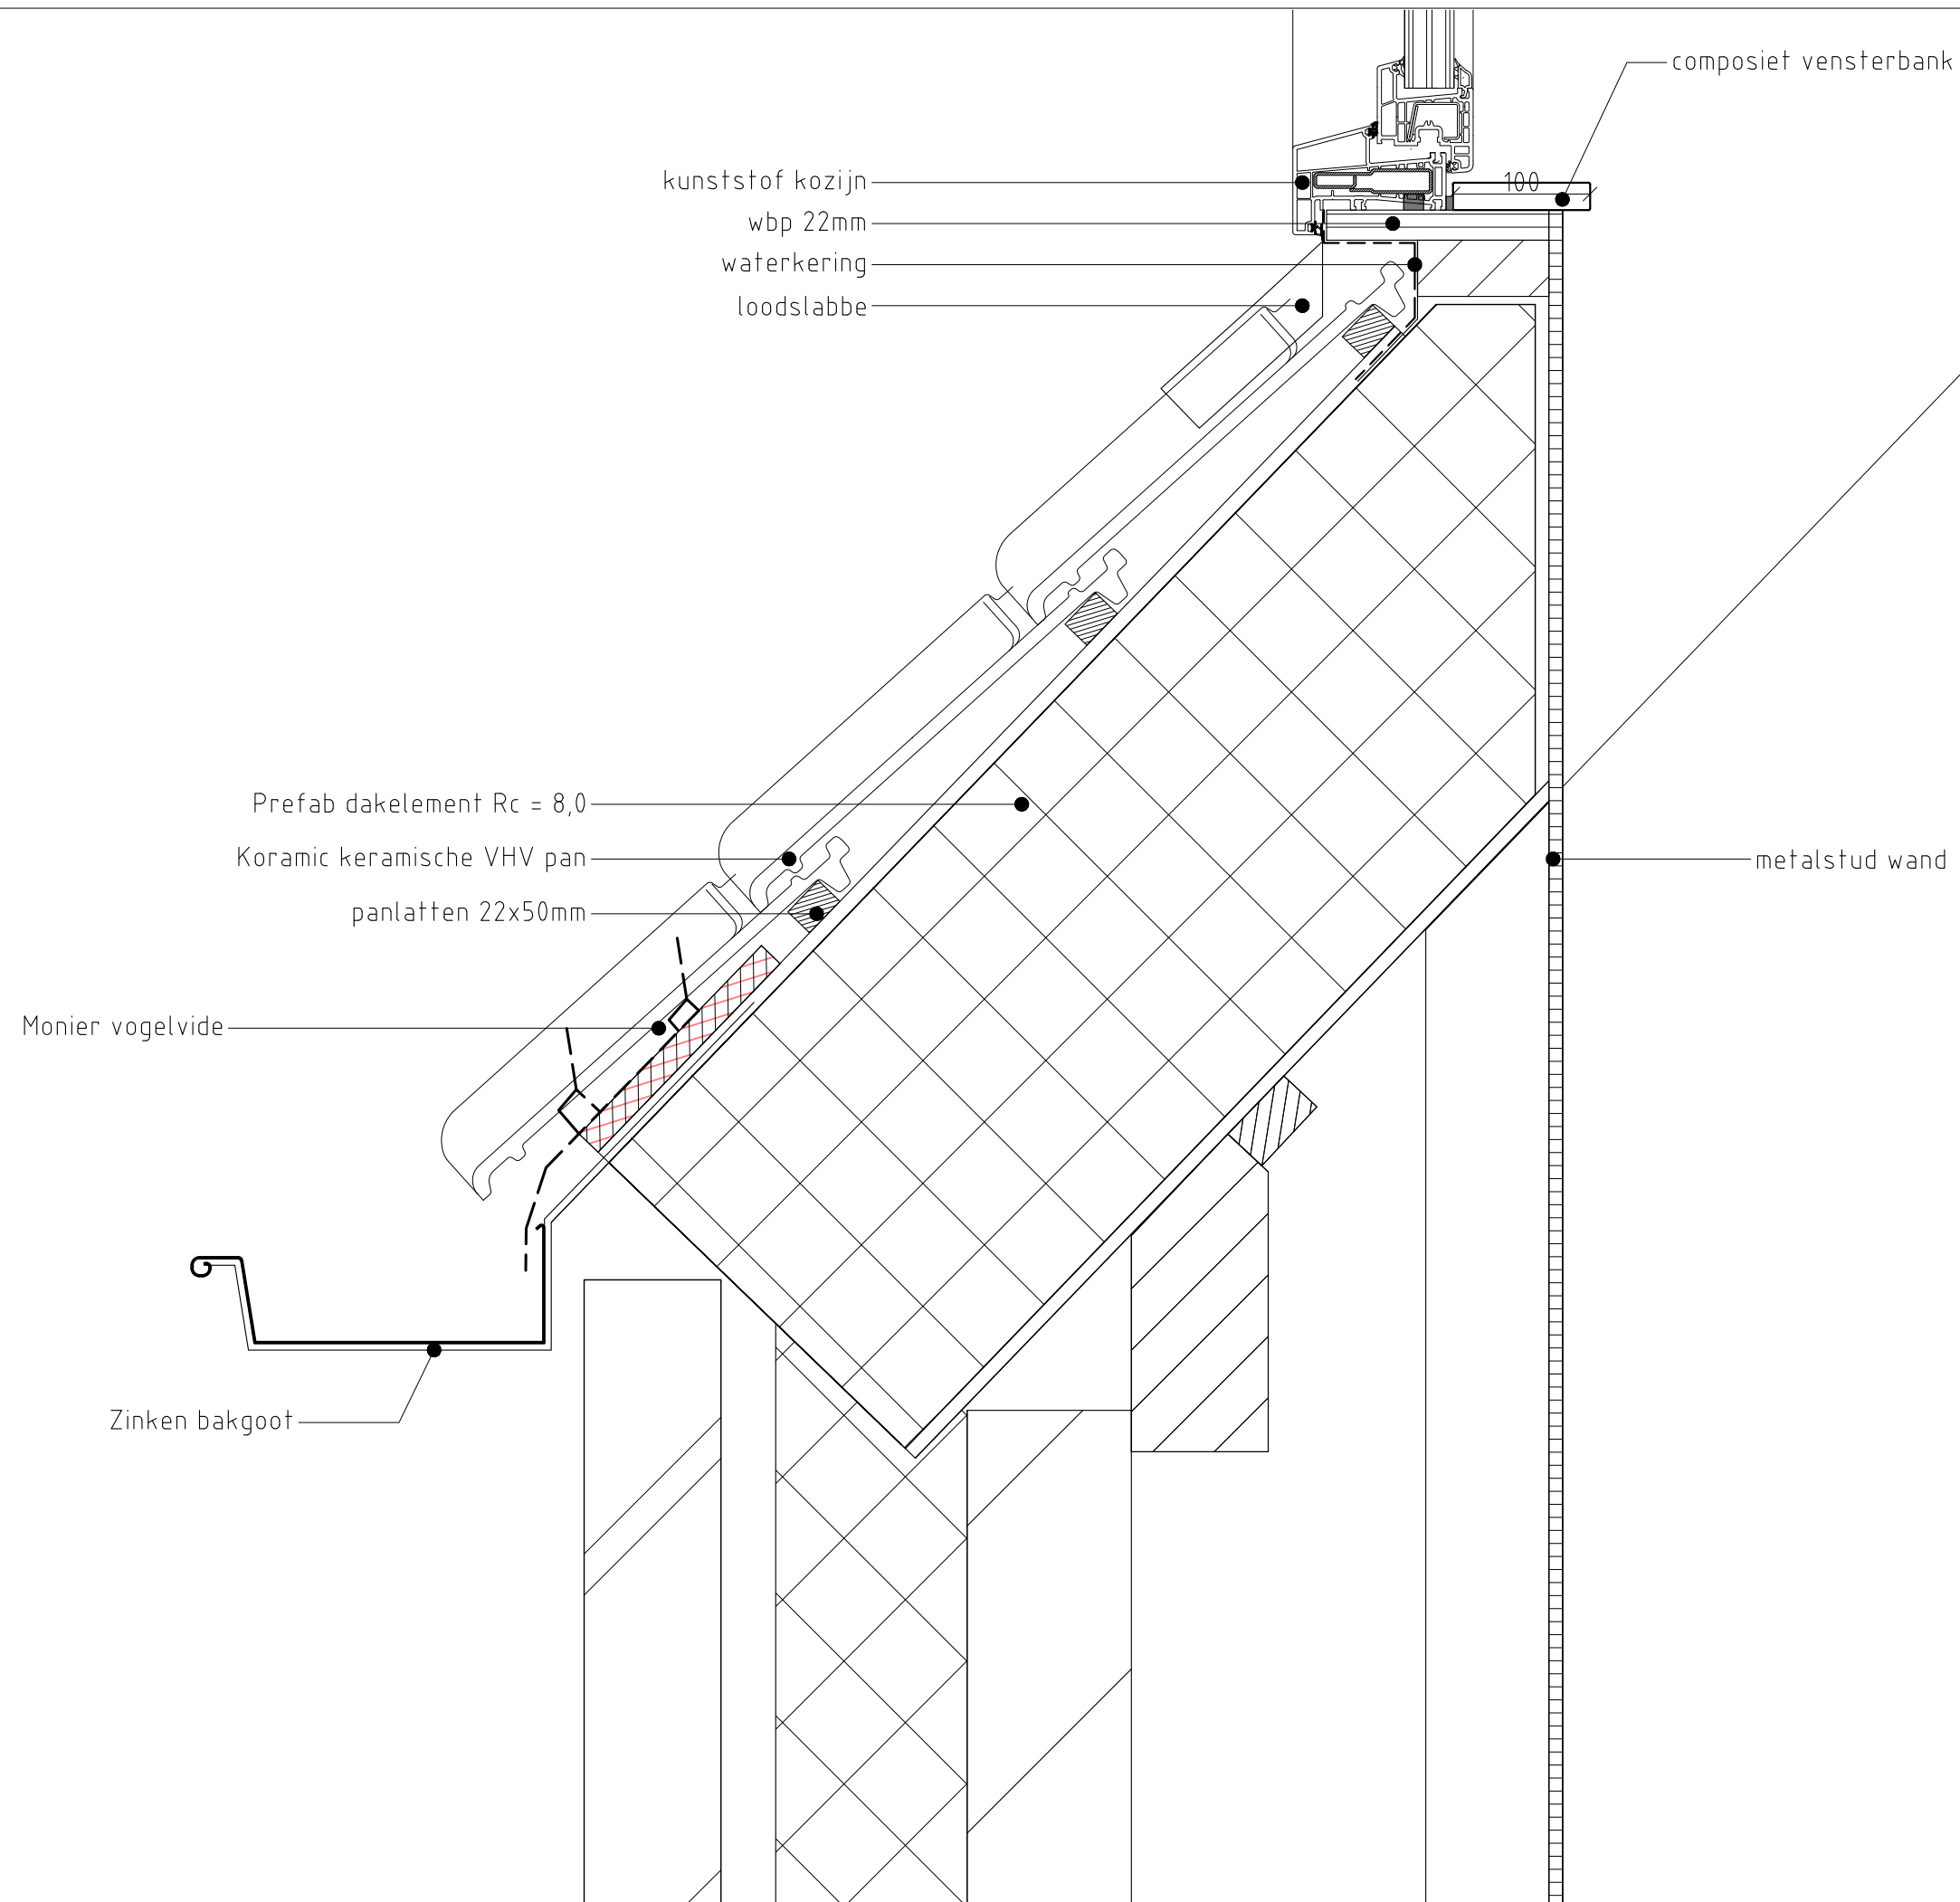 composiet vensterbank
kunststof kozijn
100
wbp 22mm
waterkering
loodslabbe
Prefab dakelement Rc = 8,0
Koramic keramische VHV pan
metalstud wand
panlatten 22x50mm
Monier vogelvide
Zinken bakgoot